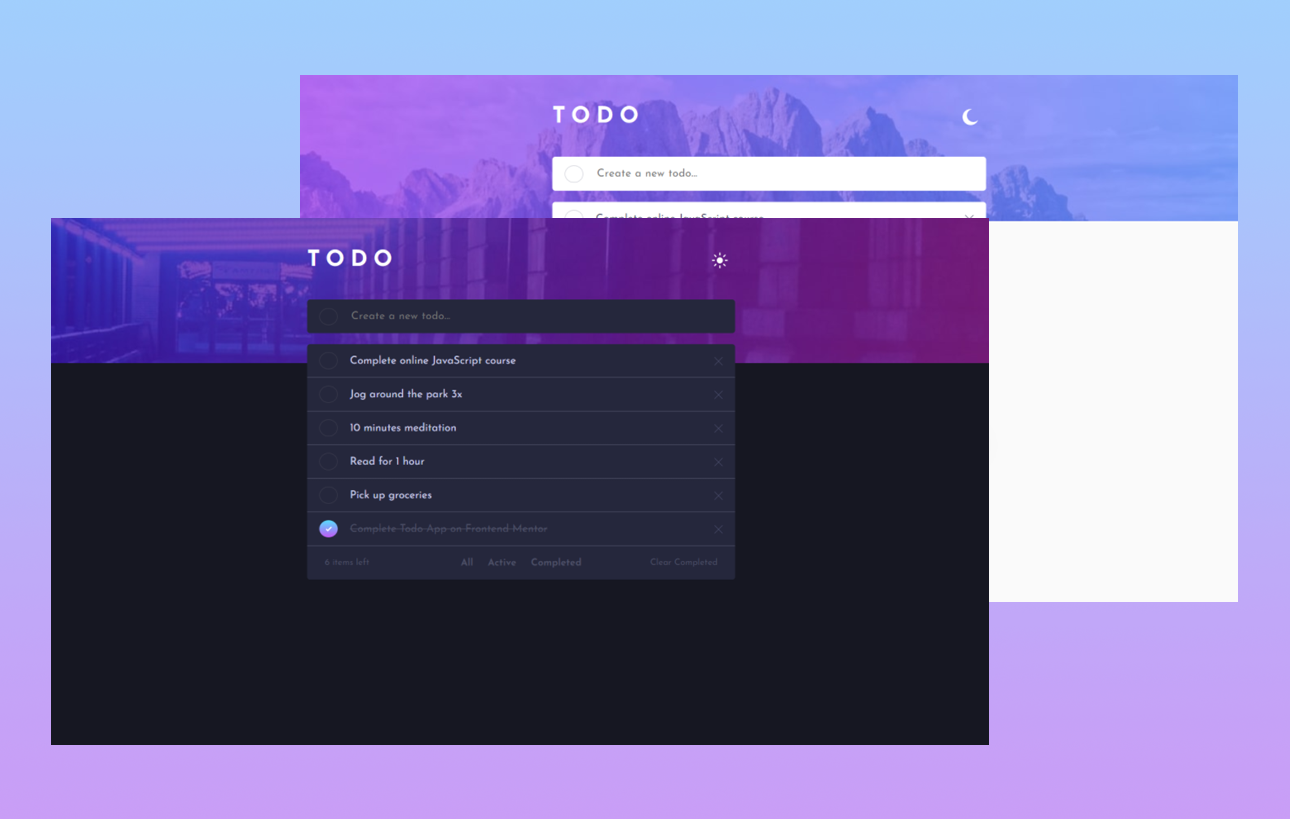 TODO
Create a new todo...
Complete online JavaScript course
TODO
Create a new todo...
Complete online JavaScript course
Jog around the park 3x
10 minutes meditation
Read for 1 hour
Pick up groceries
Complete Todo App on Frontend Mentor
6 items left All Active Completed Clear Completed